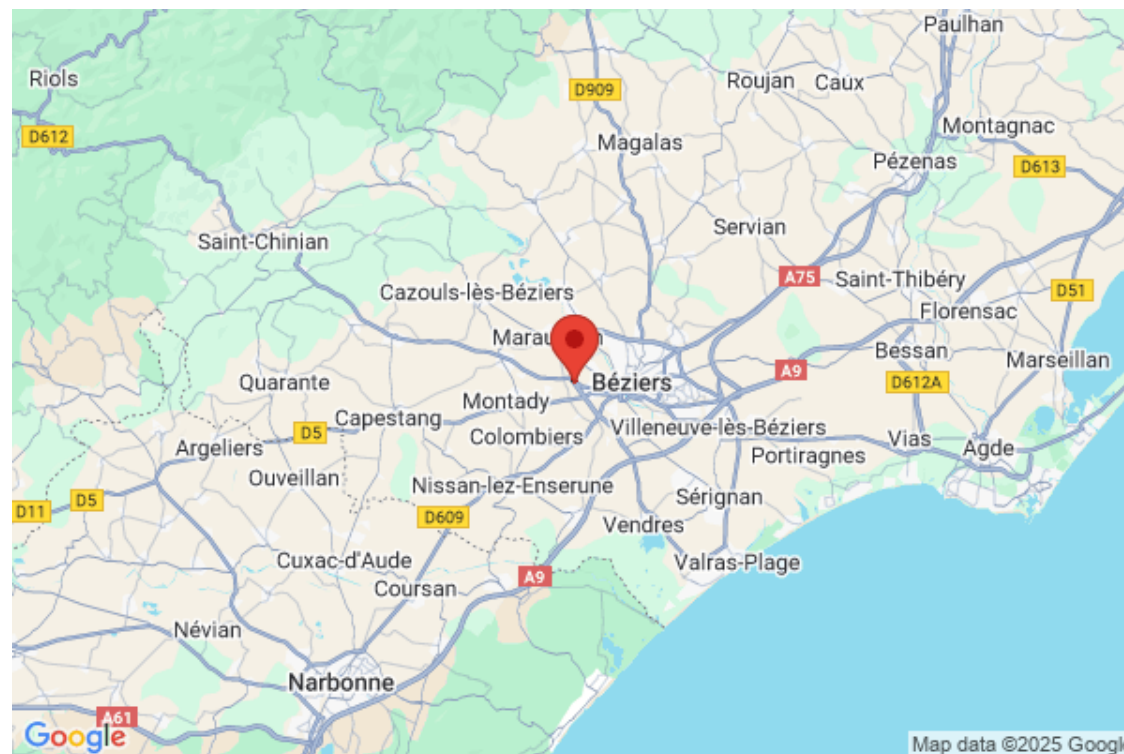 Paulhan
Riols
Roujan
Caux
D909
D612
Montagnac
Magalas
Pézenas
D613
Servian
Saint-Chinian
A75
Saint-Thibéry
D51
Cazouls-lès-Béziers
Florensac
Bessan
Marseillan
A9
Quarante
Béziers
D612A
Montady
Capestang
D5
Colombiers
Villeneuve-lès-Béziers
Argeliers
Vias
Agde
Portiragnes
Ouveillan
Nissan-lez-Enserune
D5
D11
Sérignan
D609
Vendres
Cuxac-d'Aude
Valras-Plage
A9
Coursan
Névian
Narbonne
A61
Google
Map data ©2025 Google